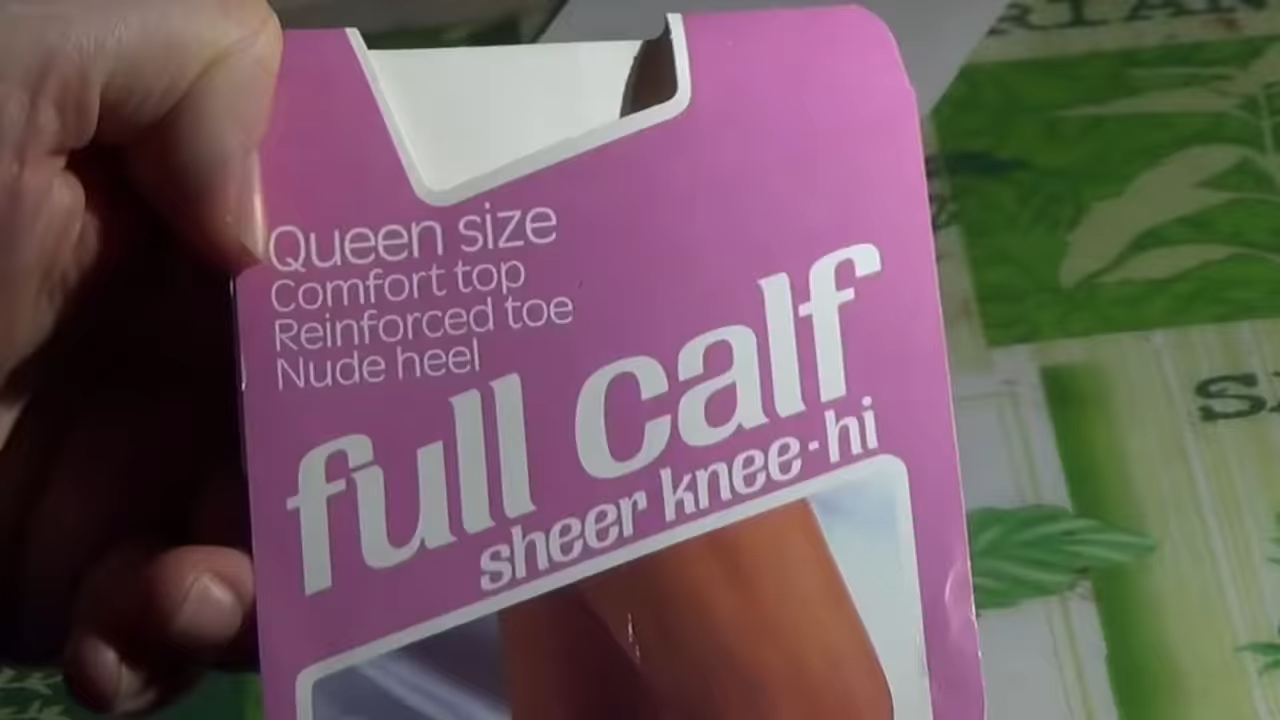 Queen size
Comfort top
Reinforced toe
Nude heel
full calf
sheer knee-hi